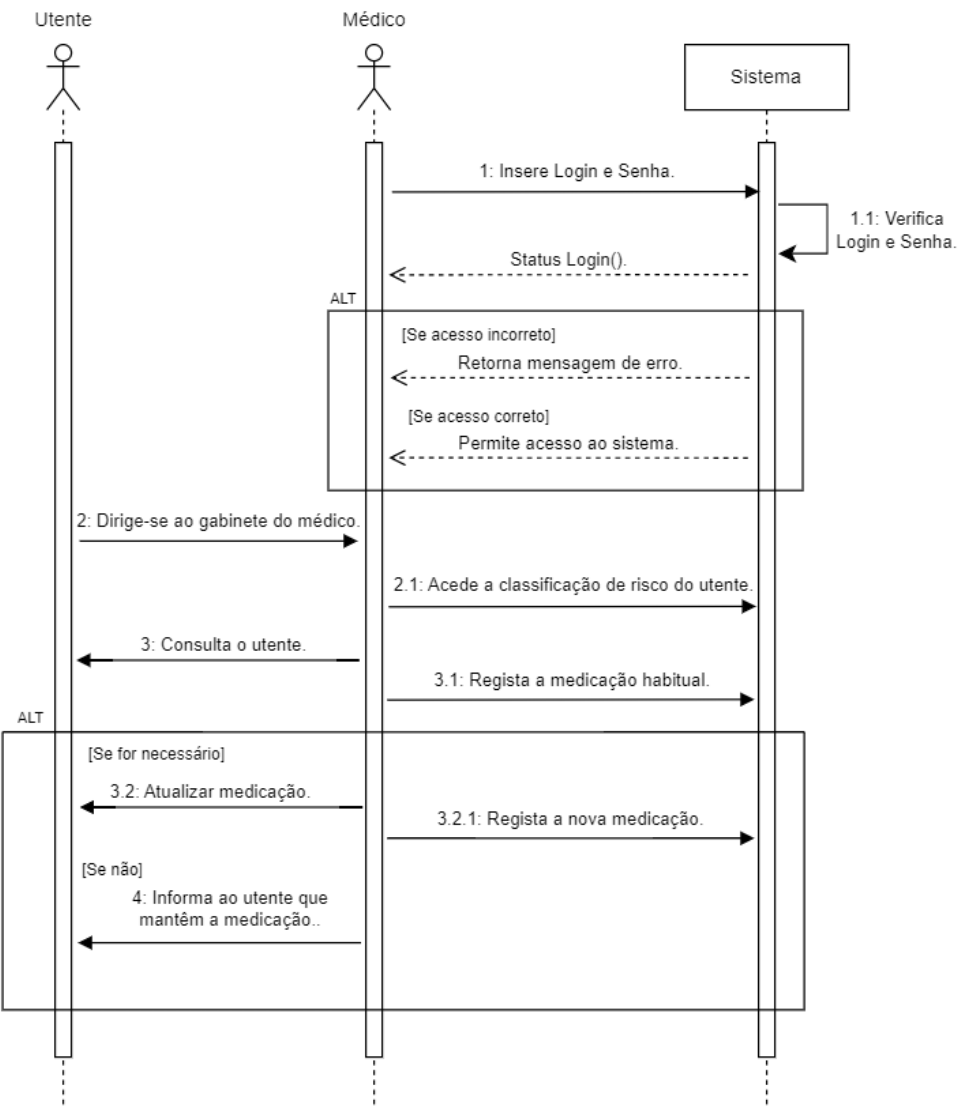 Utente
Médico
Sistema
1: Insere Login e Senha.
1.1: Verifica
Login e Senha.
Status Login().
ALT
[Se acesso incorreto]
Retorna mensagem de erro.
[Se acesso correto]
Permite acesso ao sistema.
2: Dirige-se ao gabinete do médico.
2.1: Acede a classificação de risco do utente.
3: Consulta o utente.
3.1: Regista a medicação habitual.
ALT
[Se for necessário]
3.2: Atualizar medicação.
3.2.1: Regista a nova medicação.
[Se não]
4: Informa ao utente que
mantêm a medicação..